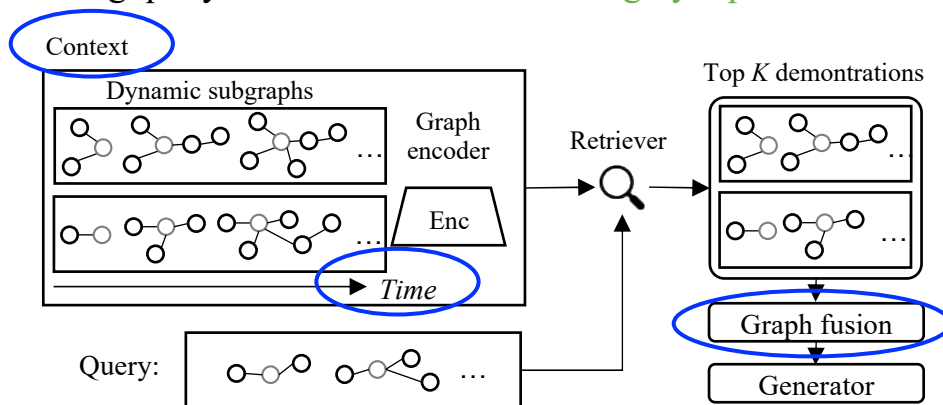 Context
Dynamic subgraphs
Graph
encoder
Enc
...
...
Time
Retriever
Top K demontrations
...
...
Graph fusion
Generator
Query:
...